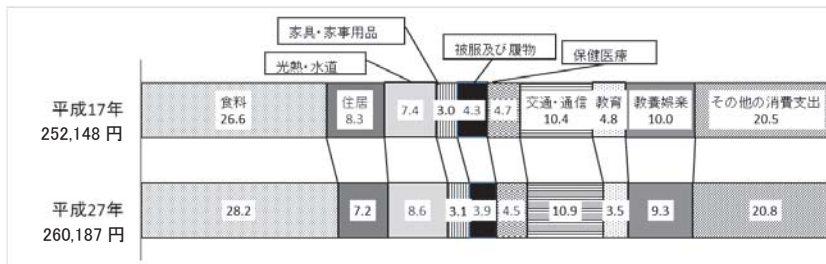 家具・家事用品
被服及び履物
保健医療
光熱・水道
平成17年
252,148 円
食料
26.6
住居
8.3
7.4
3.0
4.3
4.7
交通・通信
10.4
教育
4.8
教養娯楽
10.0
その他の消費支出
20.5
平成27年
260,187 円
28.2
7.2
8.6
3.1
3.9
4.5
10.9
3.5
9.3
20.8